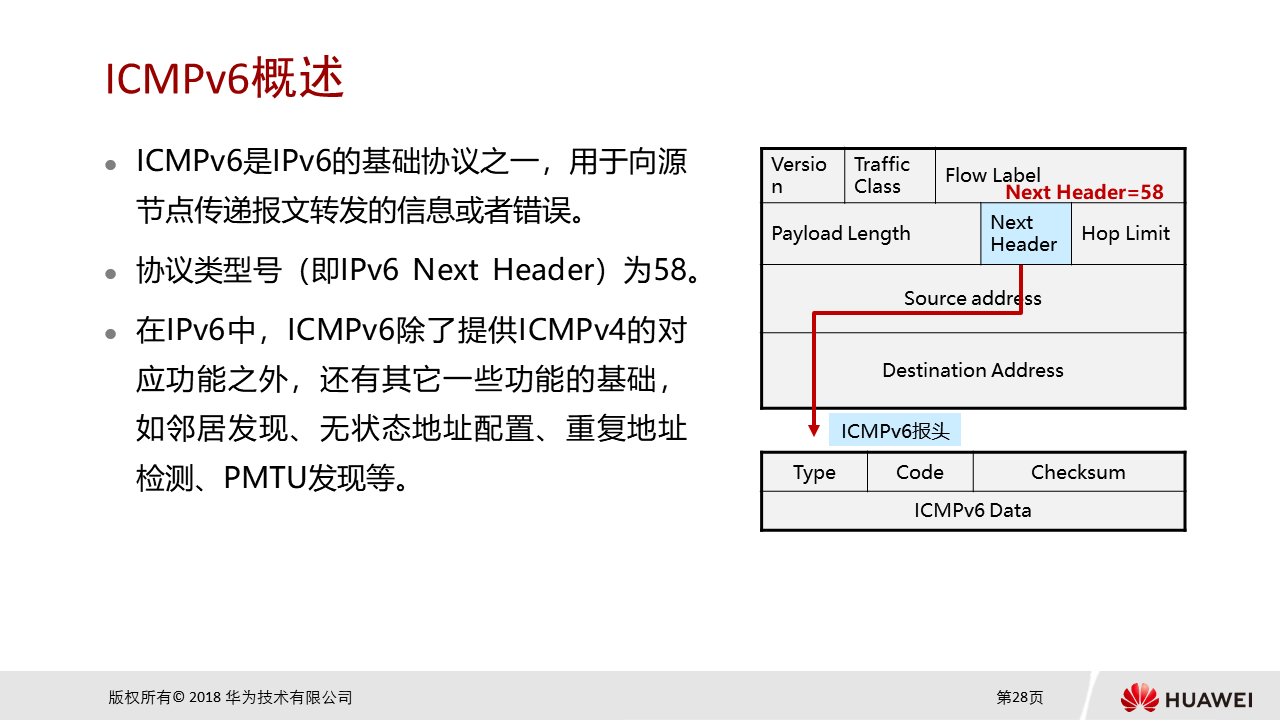 ICMPv6概述
● ICMPv6是IPv6的基础协议之一，用于向源
节点传递报文转发的信息或者错误。
● 协议类型号（即IPv6 Next Header）为58。
● 在IPv6中，ICMPv6除了提供ICMPv4的对
应功能之外，还有其它一些功能的基础，
如邻居发现、无状态地址配置、重复地址
检测、PMTU发现等。
Versio
n
Traffic
Class
Flow Label
Next Header=58
Payload Length
Next
Header
Hop Limit
Source address
Destination Address
ICMPv6报头
Type
Code
Checksum
ICMPv6 Data
版权所有© 2018 华为技术有限公司
第28页
HUAWEI